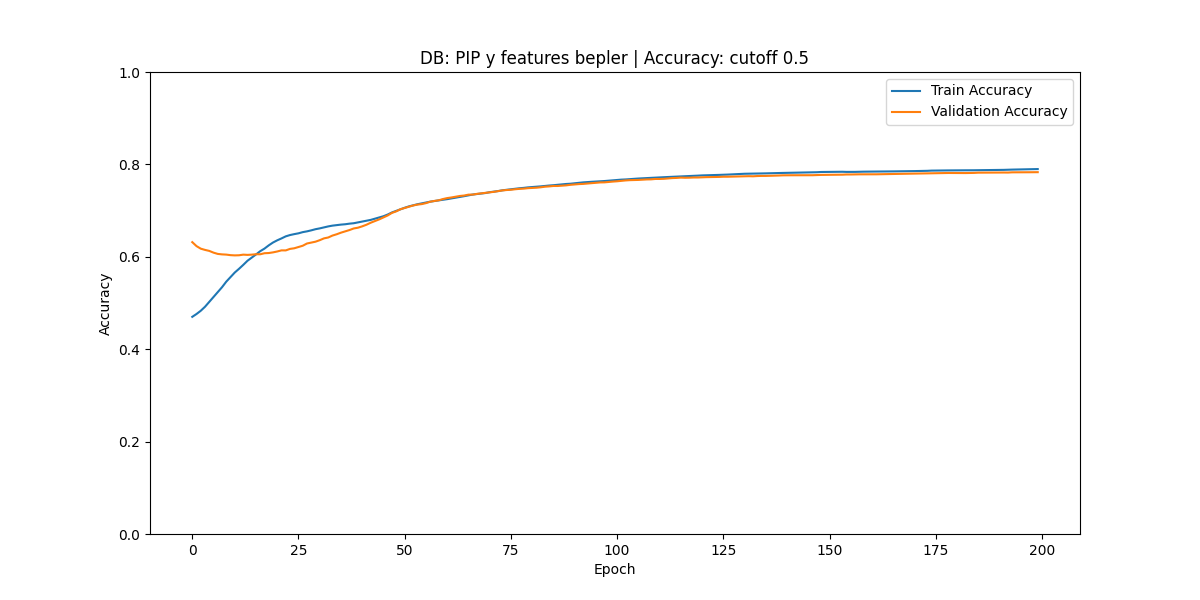 DB: PIP y features bepler | Accuracy: cutoff 0.5
1.0
Train Accuracy
Validation Accuracy
0.8
0.6
Accuracy
0.4
0.2
0.0
0 25 50 75 100 125 150 175 200
Epoch